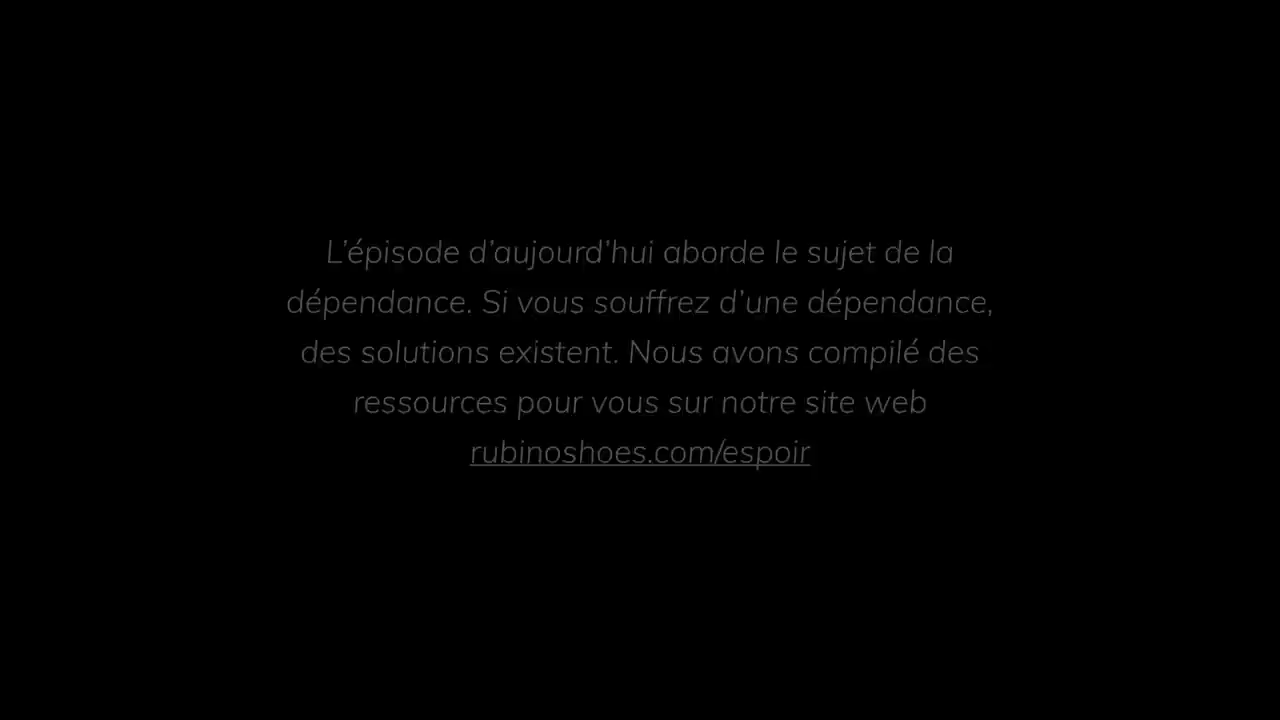 L’épisode d’aujourd’hui aborde le sujet de la
dépendance. Si vous souffrez d’une dépendance,
des solutions existent. Nous avons compilé des
ressources pour vous sur notre site web
rubinoshoes.com/espoir